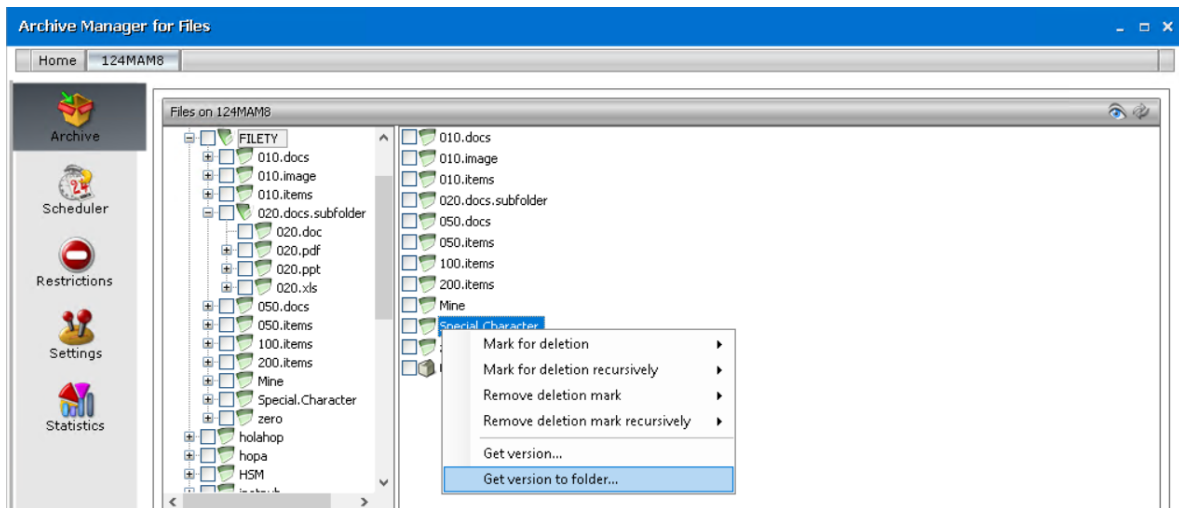 Archive Manager for Files
Home 124MAM8
Archive
Scheduler
Restrictions
Settings
Statistics
Files on 124MAM8
FILETY
010.docs
010.image
010.items
020.docs.subfolder
020.doc
020.pdf
020.ppt
020.xls
050.docs
050.items
100.items
200.items
Mine
Special.Character
zero
holahop
hopa
HSM
010.docs
010.image
010.items
020.docs.subfolder
050.docs
050.items
100.items
200.items
Mine
Special.Character
Mark for deletion
Mark for deletion recursively
Remove deletion mark
Remove deletion mark recursively
Get version...
Get version to folder...